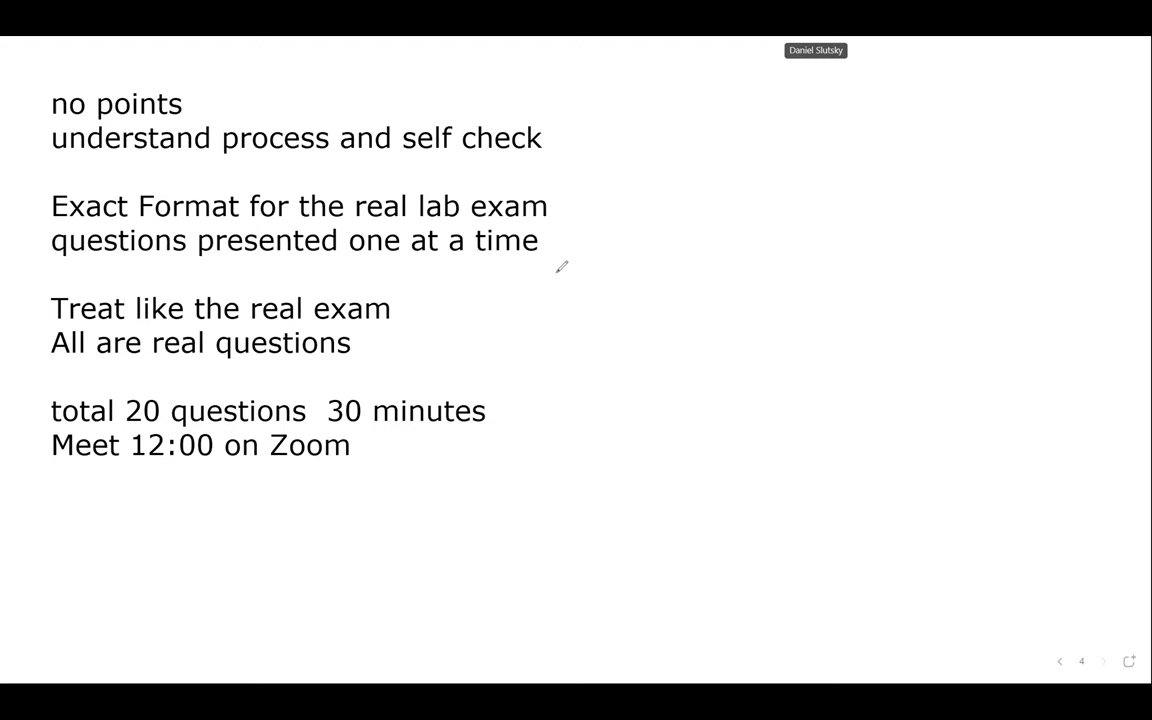 Daniel Slutsky
no points
understand process and self check
Exact Format for the real lab exam
questions presented one at a time
Treat like the real exam
All are real questions
total 20 questions  30 minutes
Meet 12:00 on Zoom
4